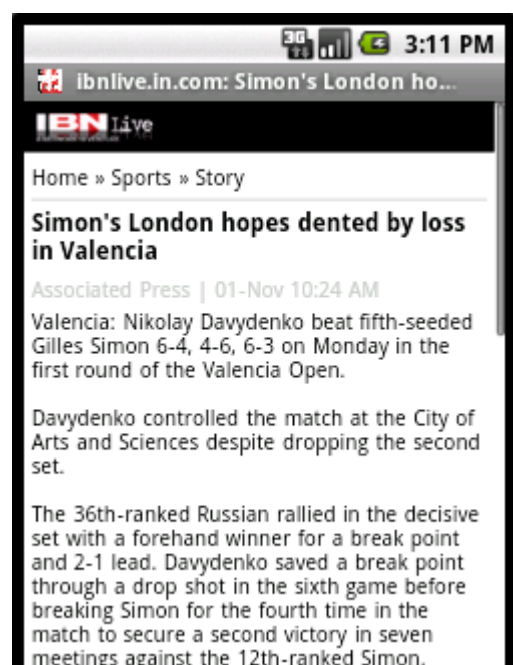 3G 3:11 PM
ibnlive.in.com: Simon's London ho...
IBN Live
Home » Sports » Story
Simon's London hopes dented by loss
in Valencia
Associated Press | 01-Nov 10:24 AM
Valencia: Nikolay Davydenko beat fifth-seeded
Gilles Simon 6-4, 4-6, 6-3 on Monday in the
first round of the Valencia Open.
Davydenko controlled the match at the City of
Arts and Sciences despite dropping the second
set.
The 36th-ranked Russian rallied in the decisive
set with a forehand winner for a break point
and 2-1 lead. Davydenko saved a break point
through a drop shot in the sixth game before
breaking Simon for the fourth time in the
match to secure a second victory in seven
meetings against the 12th-ranked Simon.